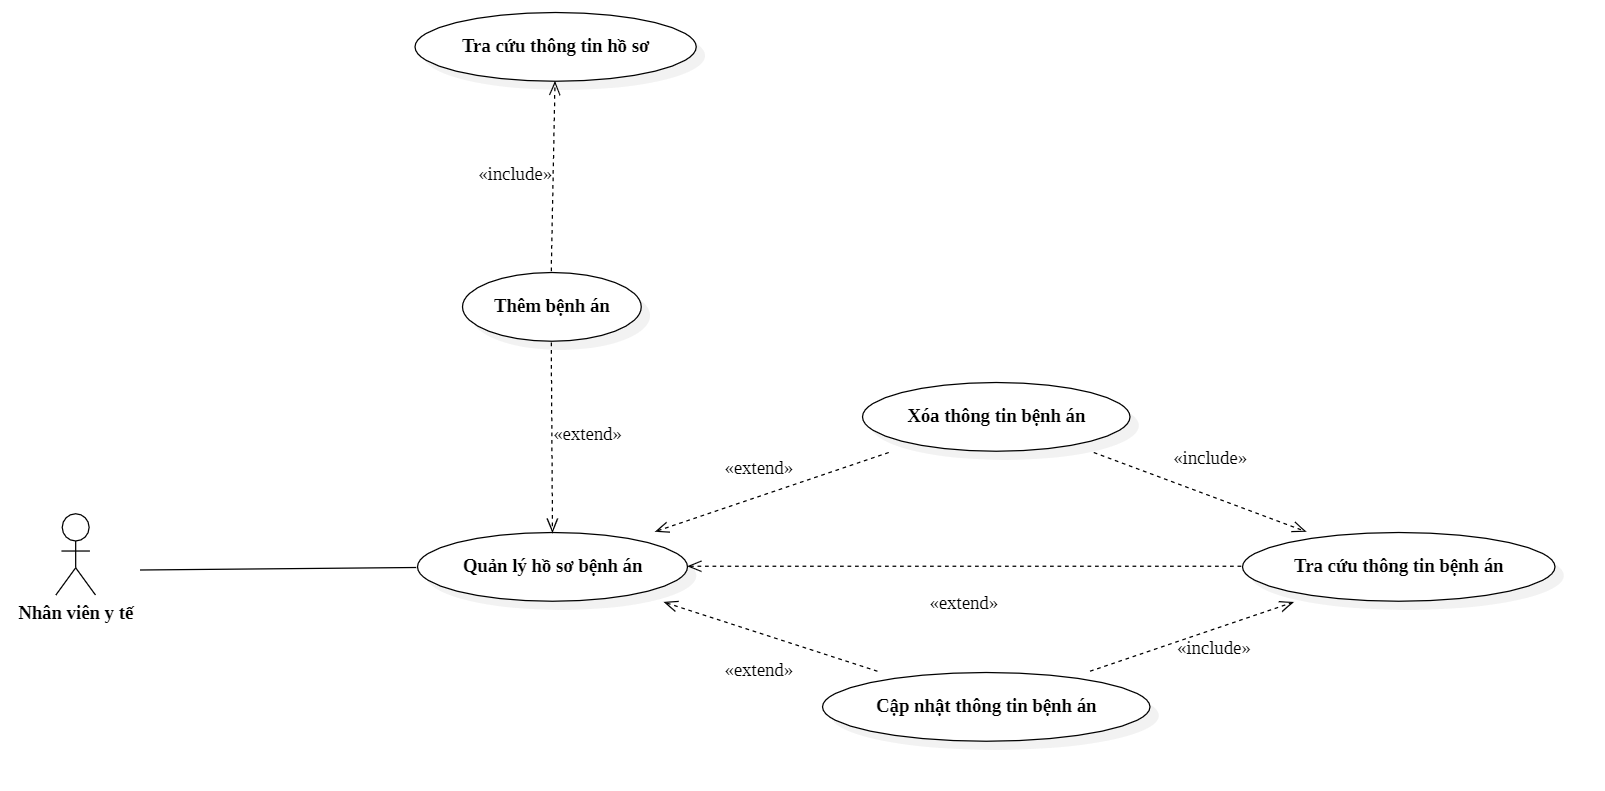 Tra cứu thông tin hồ sơ
«include»
Thêm bệnh án
«extend»
Xóa thông tin bệnh án
«extend»
«include»
Quản lý hồ sơ bệnh án
Tra cứu thông tin bệnh án
Nhân viên y tế
«extend»
«include»
«extend»
Cập nhật thông tin bệnh án